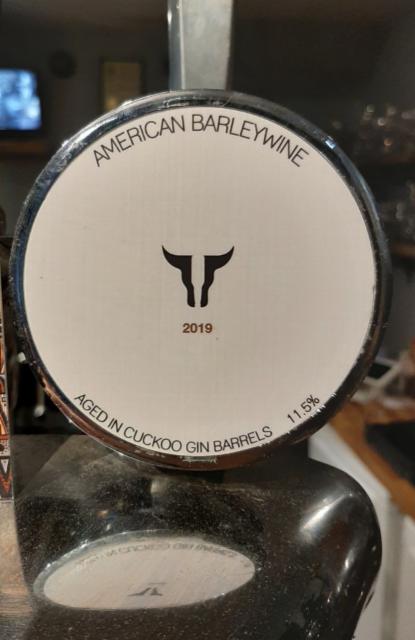 AMERICAN BARLEYWINE
2019
AGED IN CUCKOO GIN BARRELS 11.5%